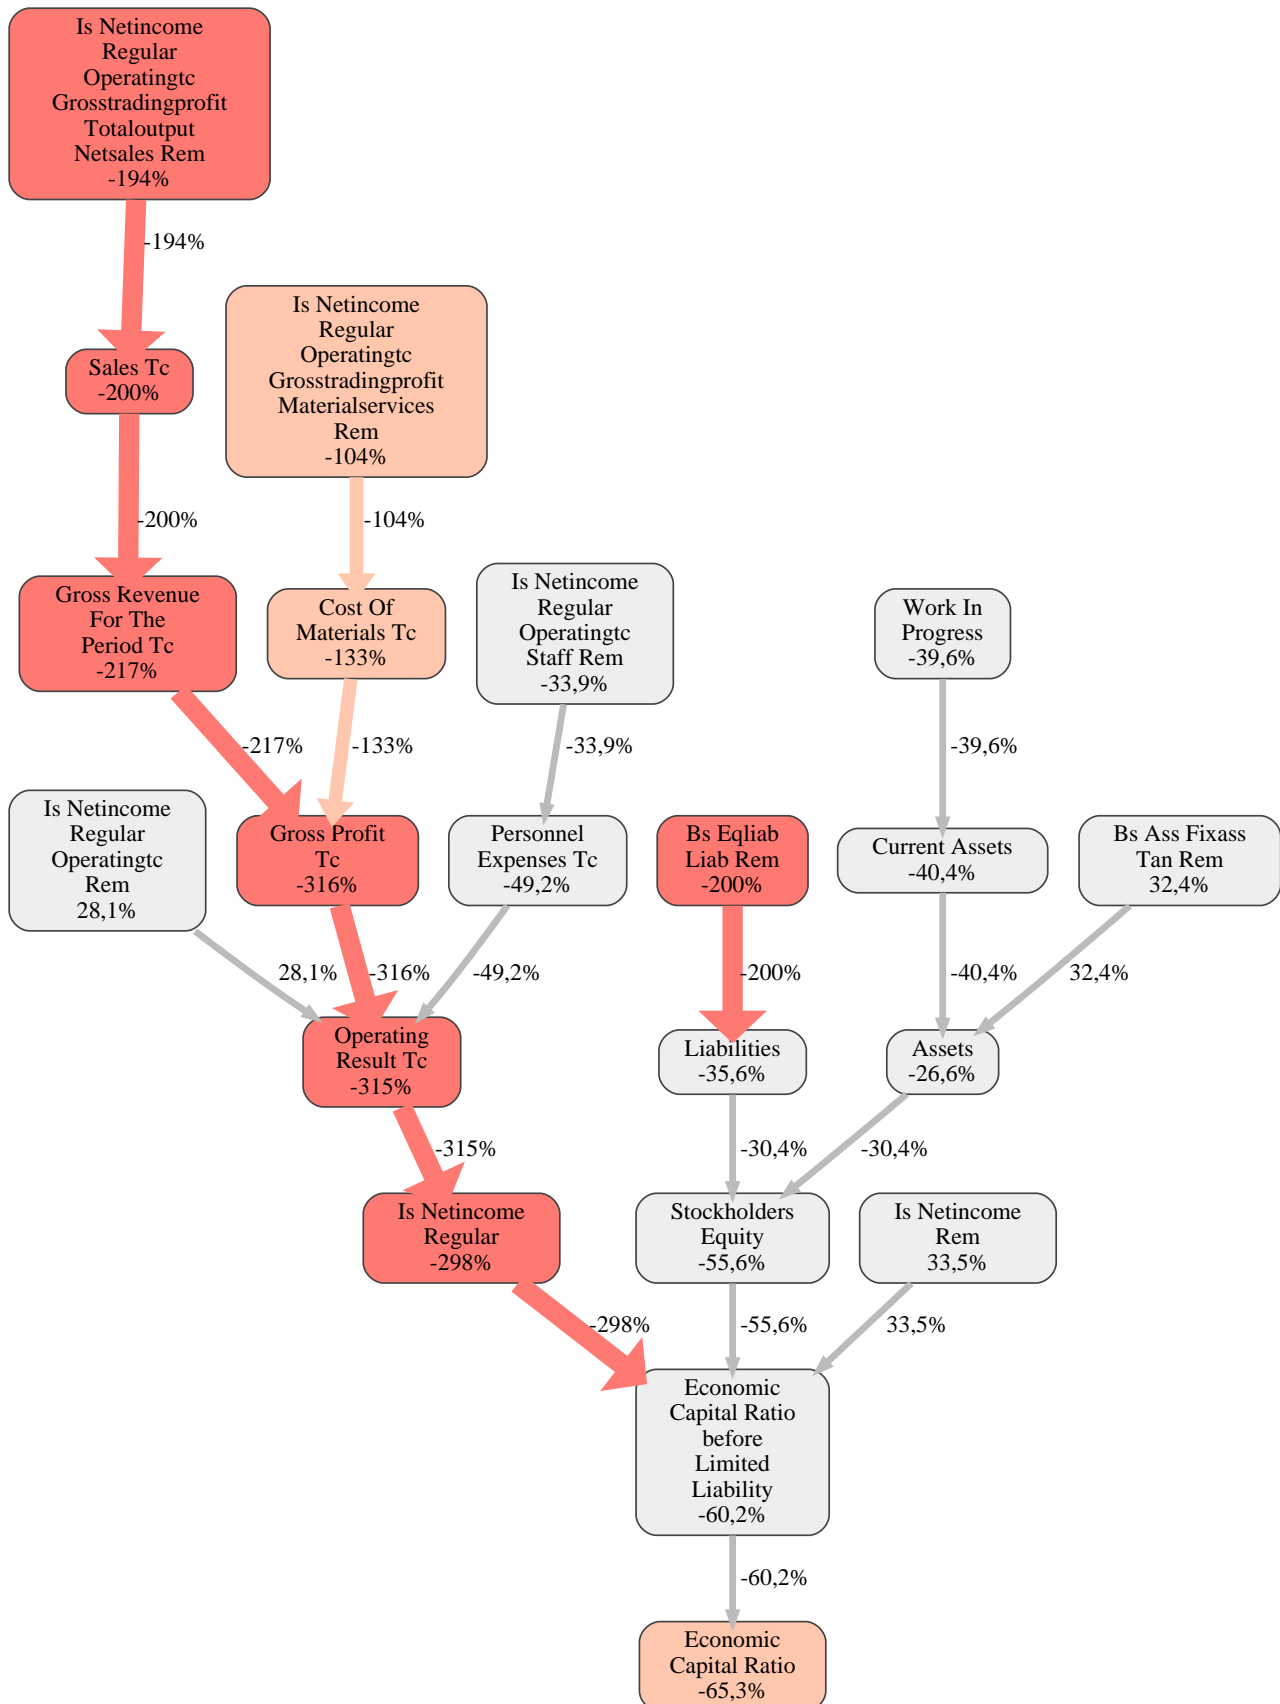 Is Netincome
Regular
Operatingtc
Grosstradingprofit
Totaloutput
Netsales Rem
-194%
-194%
Sales Tc
-200%
Is Netincome
Regular
Operatingtc
Grosstradingprofit
Materialservices
Rem
-104%
-200%
-104%
Gross Revenue
For The
Period Tc
-217%
Cost Of
Materials Tc
-133%
Is Netincome
Regular
Operatingtc
Staff Rem
-33,9%
Work In
Progress
-39,6%
-217%
-133%
-33,9%
-39,6%
Is Netincome
Regular
Operatingtc
Rem
28,1%
Gross Profit
Tc
-316%
Personnel
Expenses Tc
-49,2%
Bs Eqliab
Liab Rem
-200%
Current Assets
-40,4%
Bs Ass Fixass
Tan Rem
32,4%
28,1%
-316%
-49,2%
-200%
-40,4%
32,4%
Operating
Result Tc
-315%
Liabilities
-35,6%
Assets
-26,6%
-315%
-30,4%
-30,4%
Is Netincome
Regular
-298%
Stockholders
Equity
-55,6%
Is Netincome
Rem
33,5%
-298%
-55,6%
33,5%
Economic
Capital Ratio
before
Limited
Liability
-60,2%
-60,2%
Economic
Capital Ratio
-65,3%